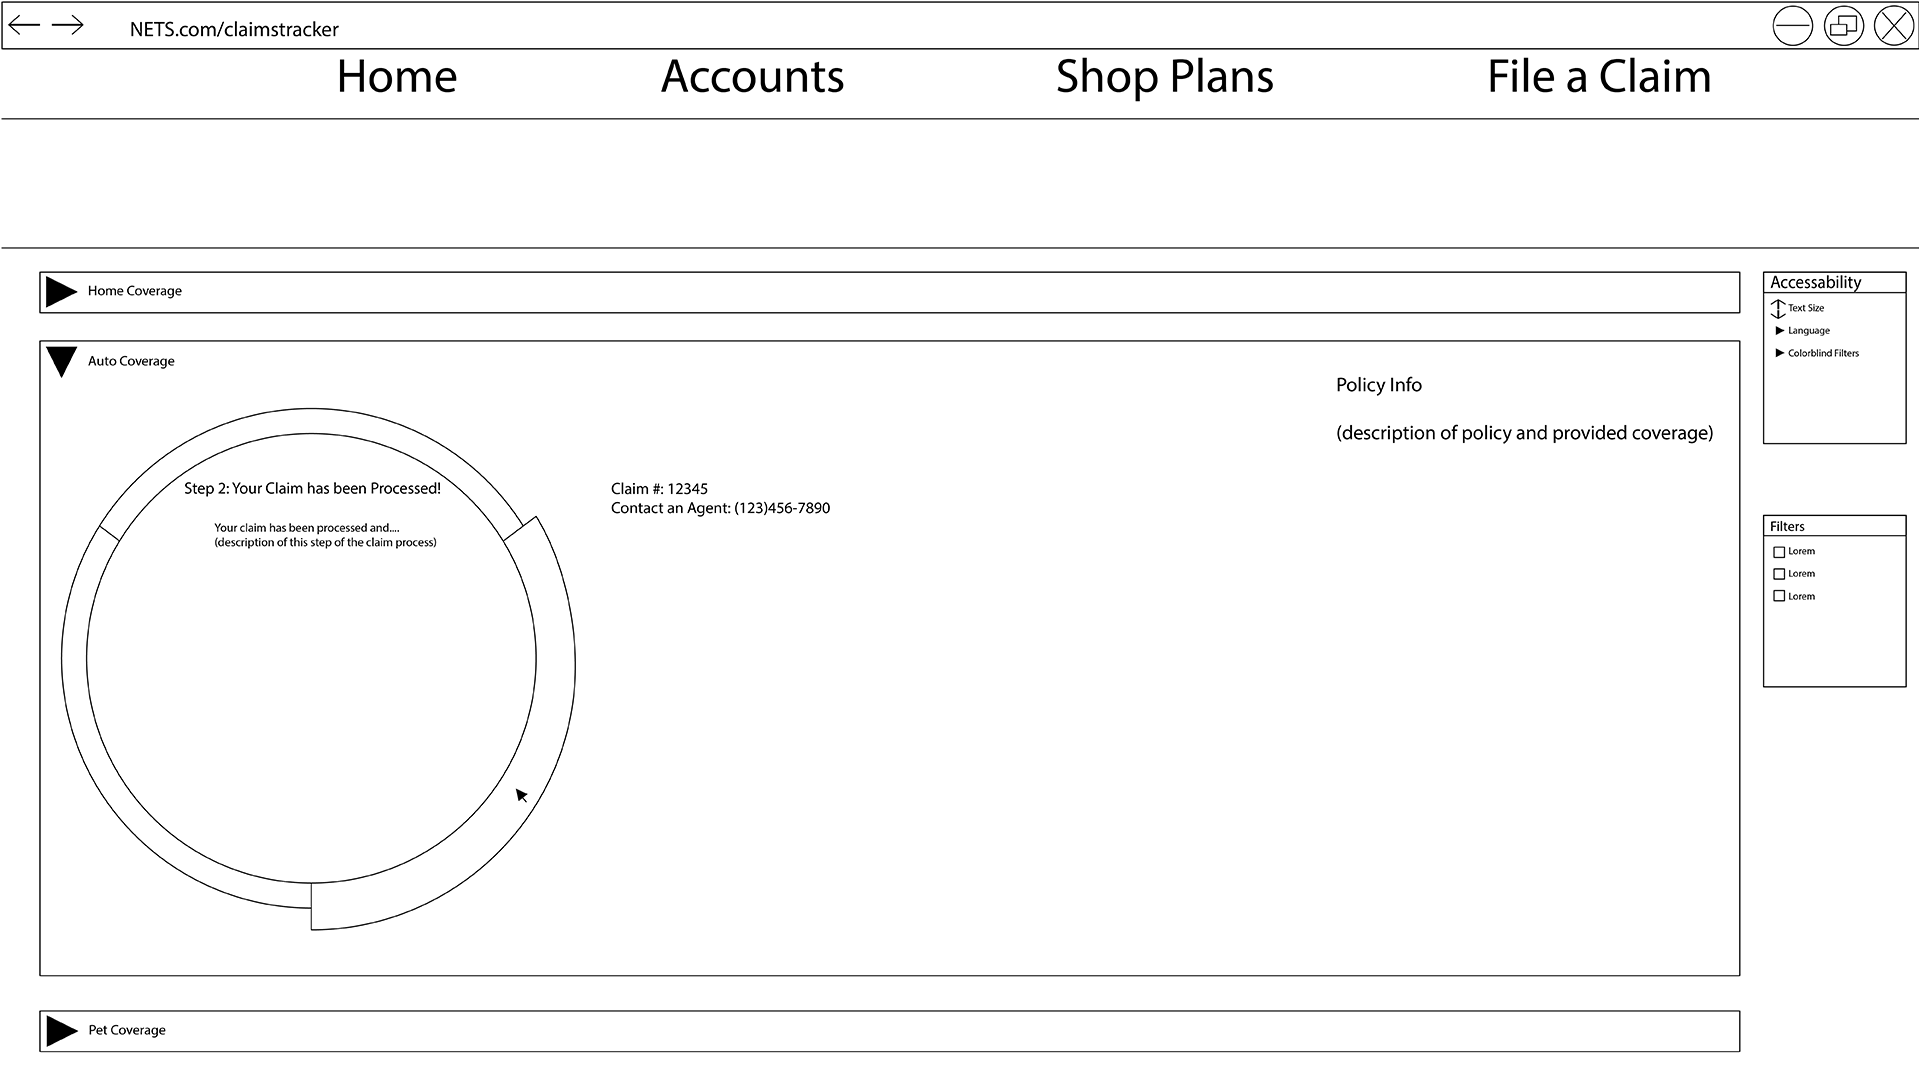 NETS.com/claimstracker
Home Accounts Shop Plans File a Claim
Home Coverage
Auto Coverage
Step 2: Your Claim has been Processed!
Your claim has been processed and....
(description of this step of the claim process)
Claim #: 12345
Contact an Agent: (123)456-7890
Policy Info
(description of policy and provided coverage)
Pet Coverage
Accessability
Text Size
Language
Colorblind Filters
Filters
Lorem
Lorem
Lorem